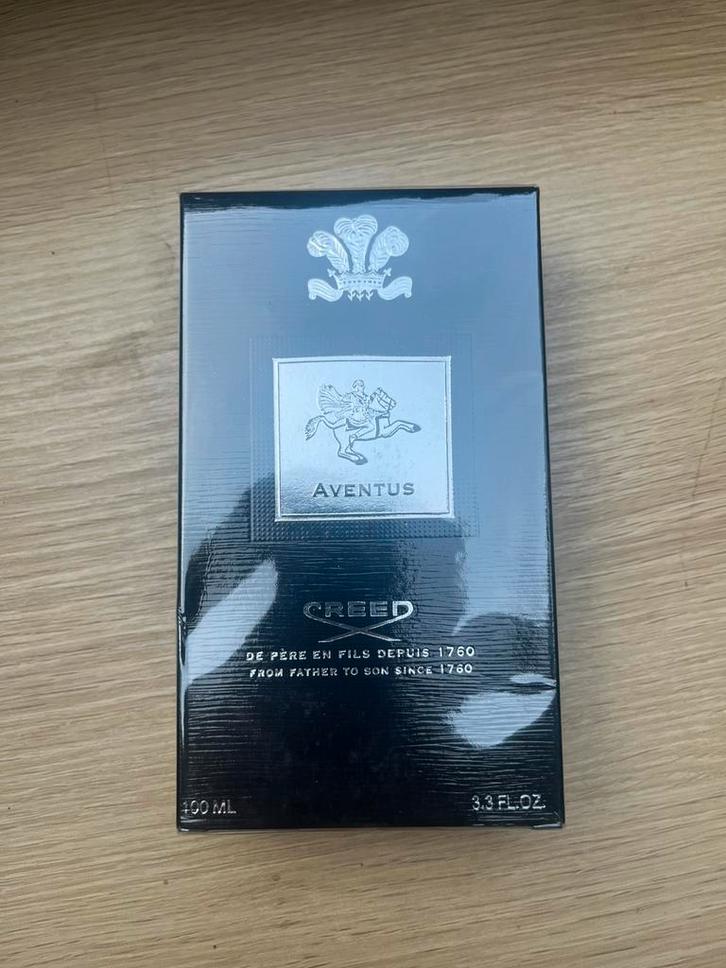 AVENTUS
CREED
DE PÈRE EN FILS DEPUIS 1760
FROM FATHER TO SON SINCE 1760
100 ML 3.3 FL.OZ.